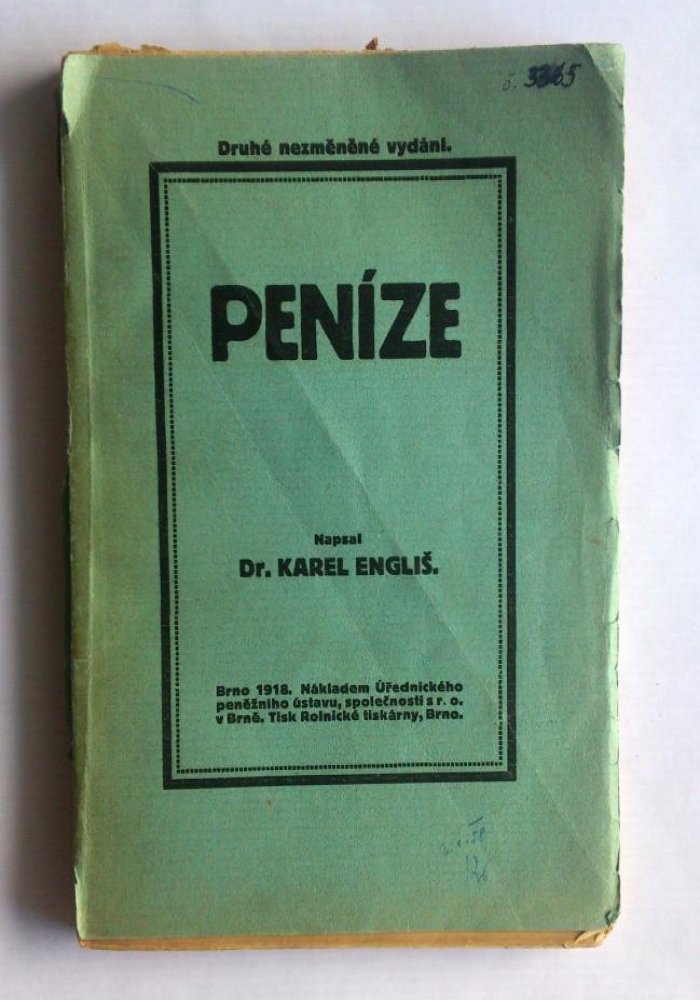 Druhé nezměněné vydání.
PENÍZE
Napsal
Dr. KAREL ENGLIŠ.
Brno 1918. Nákladem Úřednického
peněžního ústavu, společnosti s r. o.
v Brně. Tisk Rolnické tiskárny, Brno.